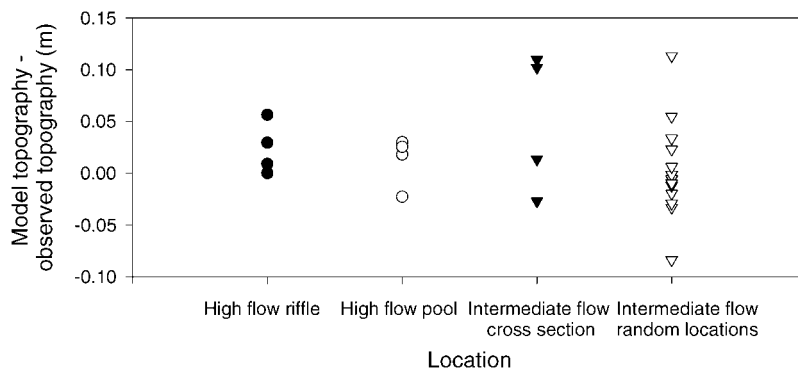 Model topography -
observed topography (m)
0.15
0.10
0.05
0.00
-0.05
-0.10
High flow riffle
High flow pool
Intermediate flow
cross section
Intermediate flow
random locations
Location